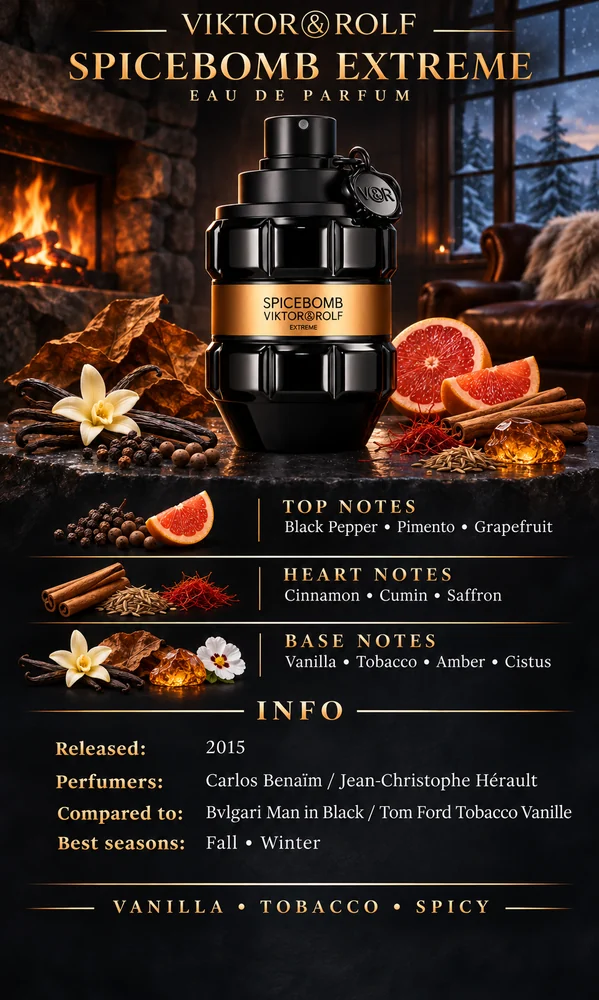 VIKTOR&ROLF
SPICEBOMB EXTREME
EAU DE PARFUM
V&R
SPICEBOMB
VIKTOR&ROLF
EXTREME
TOP NOTES
Black Pepper • Pimento • Grapefruit
HEART NOTES
Cinnamon • Cumin • Saffron
BASE NOTES
Vanilla • Tobacco • Amber • Cistus
INFO
Released: 2015
Perfumers: Carlos Benaïm / Jean-Christophe Hérault
Compared to: Bvlgari Man in Black / Tom Ford Tobacco Vanille
Best seasons: Fall • Winter
VANILLA • TOBACCO • SPICY